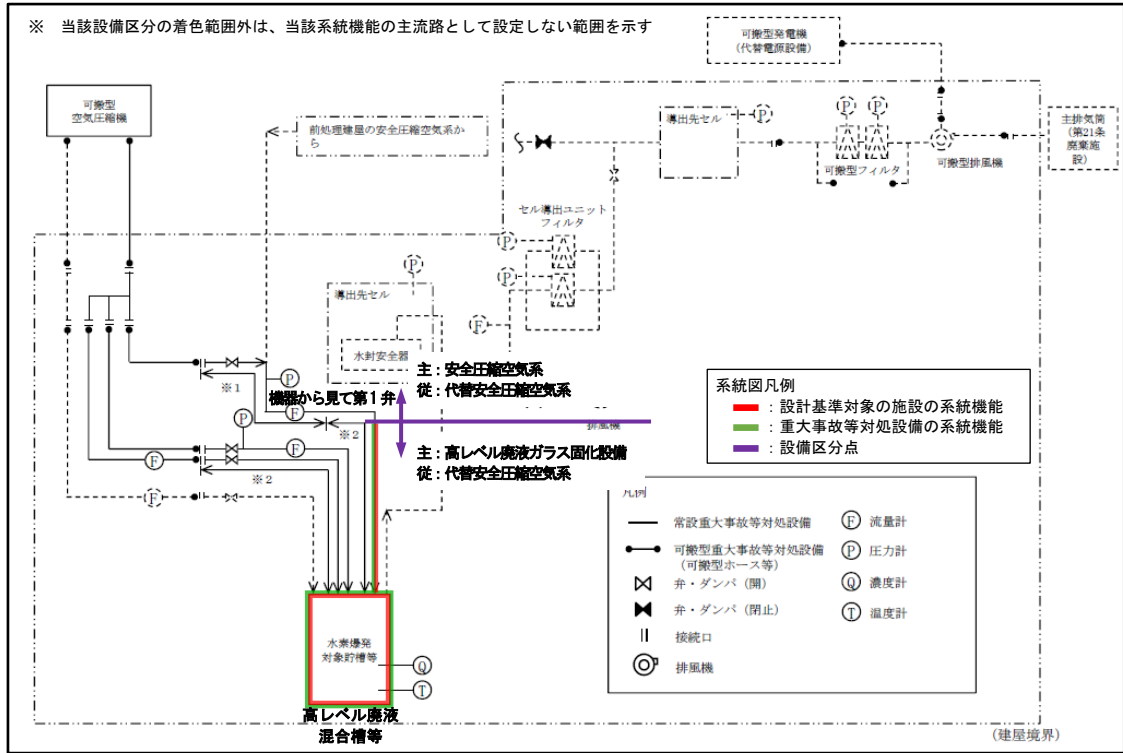 ※　当該設備区分の着色範囲外は、当該系統機能の主流路として設定しない範囲を示す
可搬型発電機
（代替電源設備）
可搬型
空気圧縮機
前処理建屋の安全圧縮空気系か
ら
導出先セル
P
P
P
主排気筒
（第21条
廃棄施
設）
可搬型フィルタ
可搬型排風機
セル導出ユニット
フィルタ
P
P
P
F
導出先セル
水封安全器
主：安全圧縮空気系
従：代替安全圧縮空気系
※1
P
機器から見て第1弁
F
P
※2
排風機
主：高レベル廃液ガラス固化設備
従：代替安全圧縮空気系
F
F
※2
F
系統図凡例
：設計基準対象の施設の系統機能
：重大事故等対処設備の系統機能
：設備区分点
凡例
常設重大事故等対処設備
可搬型重大事故等対処設備
（可搬型ホース等）
弁・ダンパ（開）
弁・ダンパ（閉止）
接続口
排風機
F 流量計
P 圧力計
Q 濃度計
T 温度計
水素爆発
対象貯槽等
Q
T
高レベル廃液
混合槽等
（建屋境界）